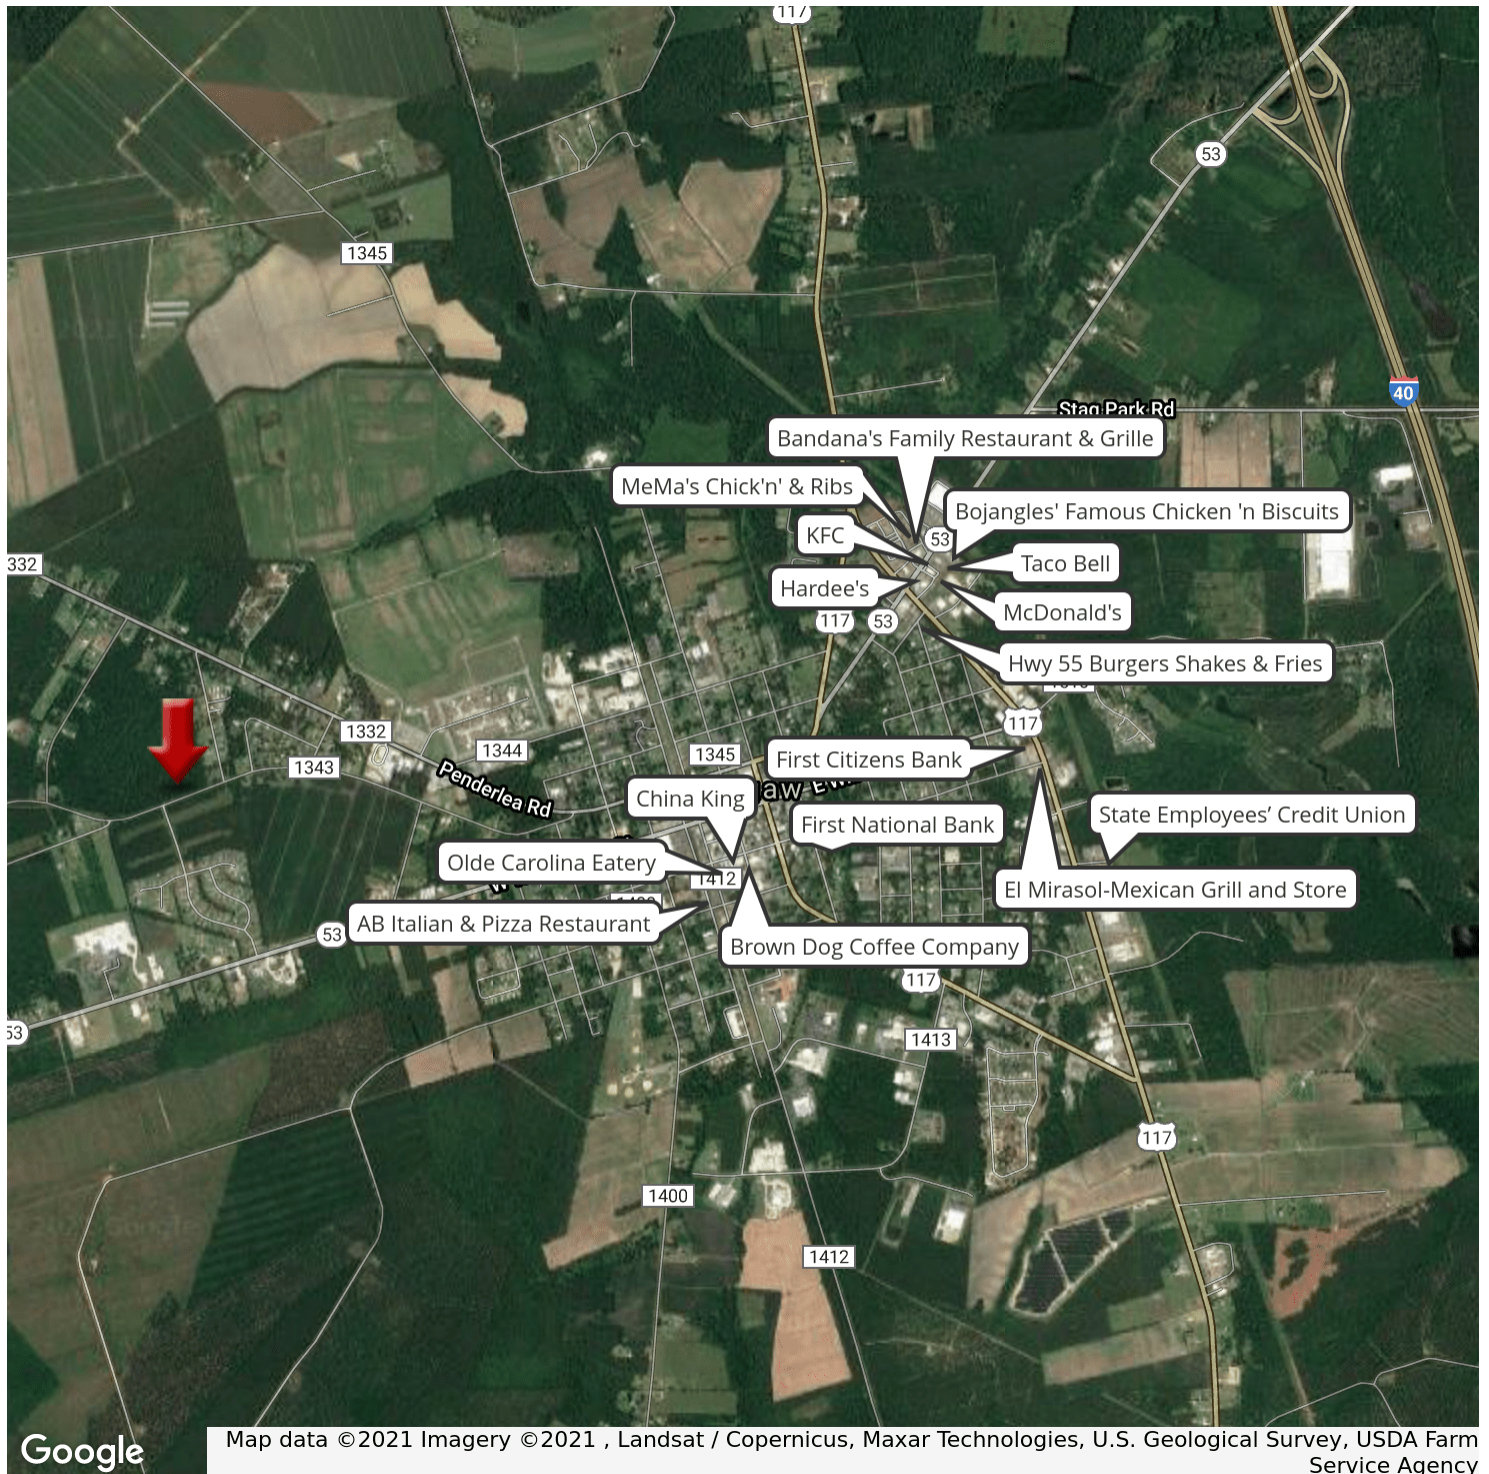 117
53
1345
40
Stag Park Rd
Bandana's Family Restaurant & Grille
MeMa's Chick'n' & Ribs
Bojangles' Famous Chicken 'n Biscuits
KFC
53
332
Taco Bell
Hardee's
McDonald's
117
53
Hwy 55 Burgers Shakes & Fries
117
1332
1344
1345
First Citizens Bank
1343
Penderlea Rd
China King
aw
First National Bank
State Employees’ Credit Union
Olde Carolina Eatery
1412
El Mirasol-Mexican Grill and Store
AB Italian & Pizza Restaurant
53
Brown Dog Coffee Company
117
53
1413
117
1400
1412
Google
Map data ©2021 Imagery ©2021 , Landsat / Copernicus, Maxar Technologies, U.S. Geological Survey, USDA Farm
Service Agency